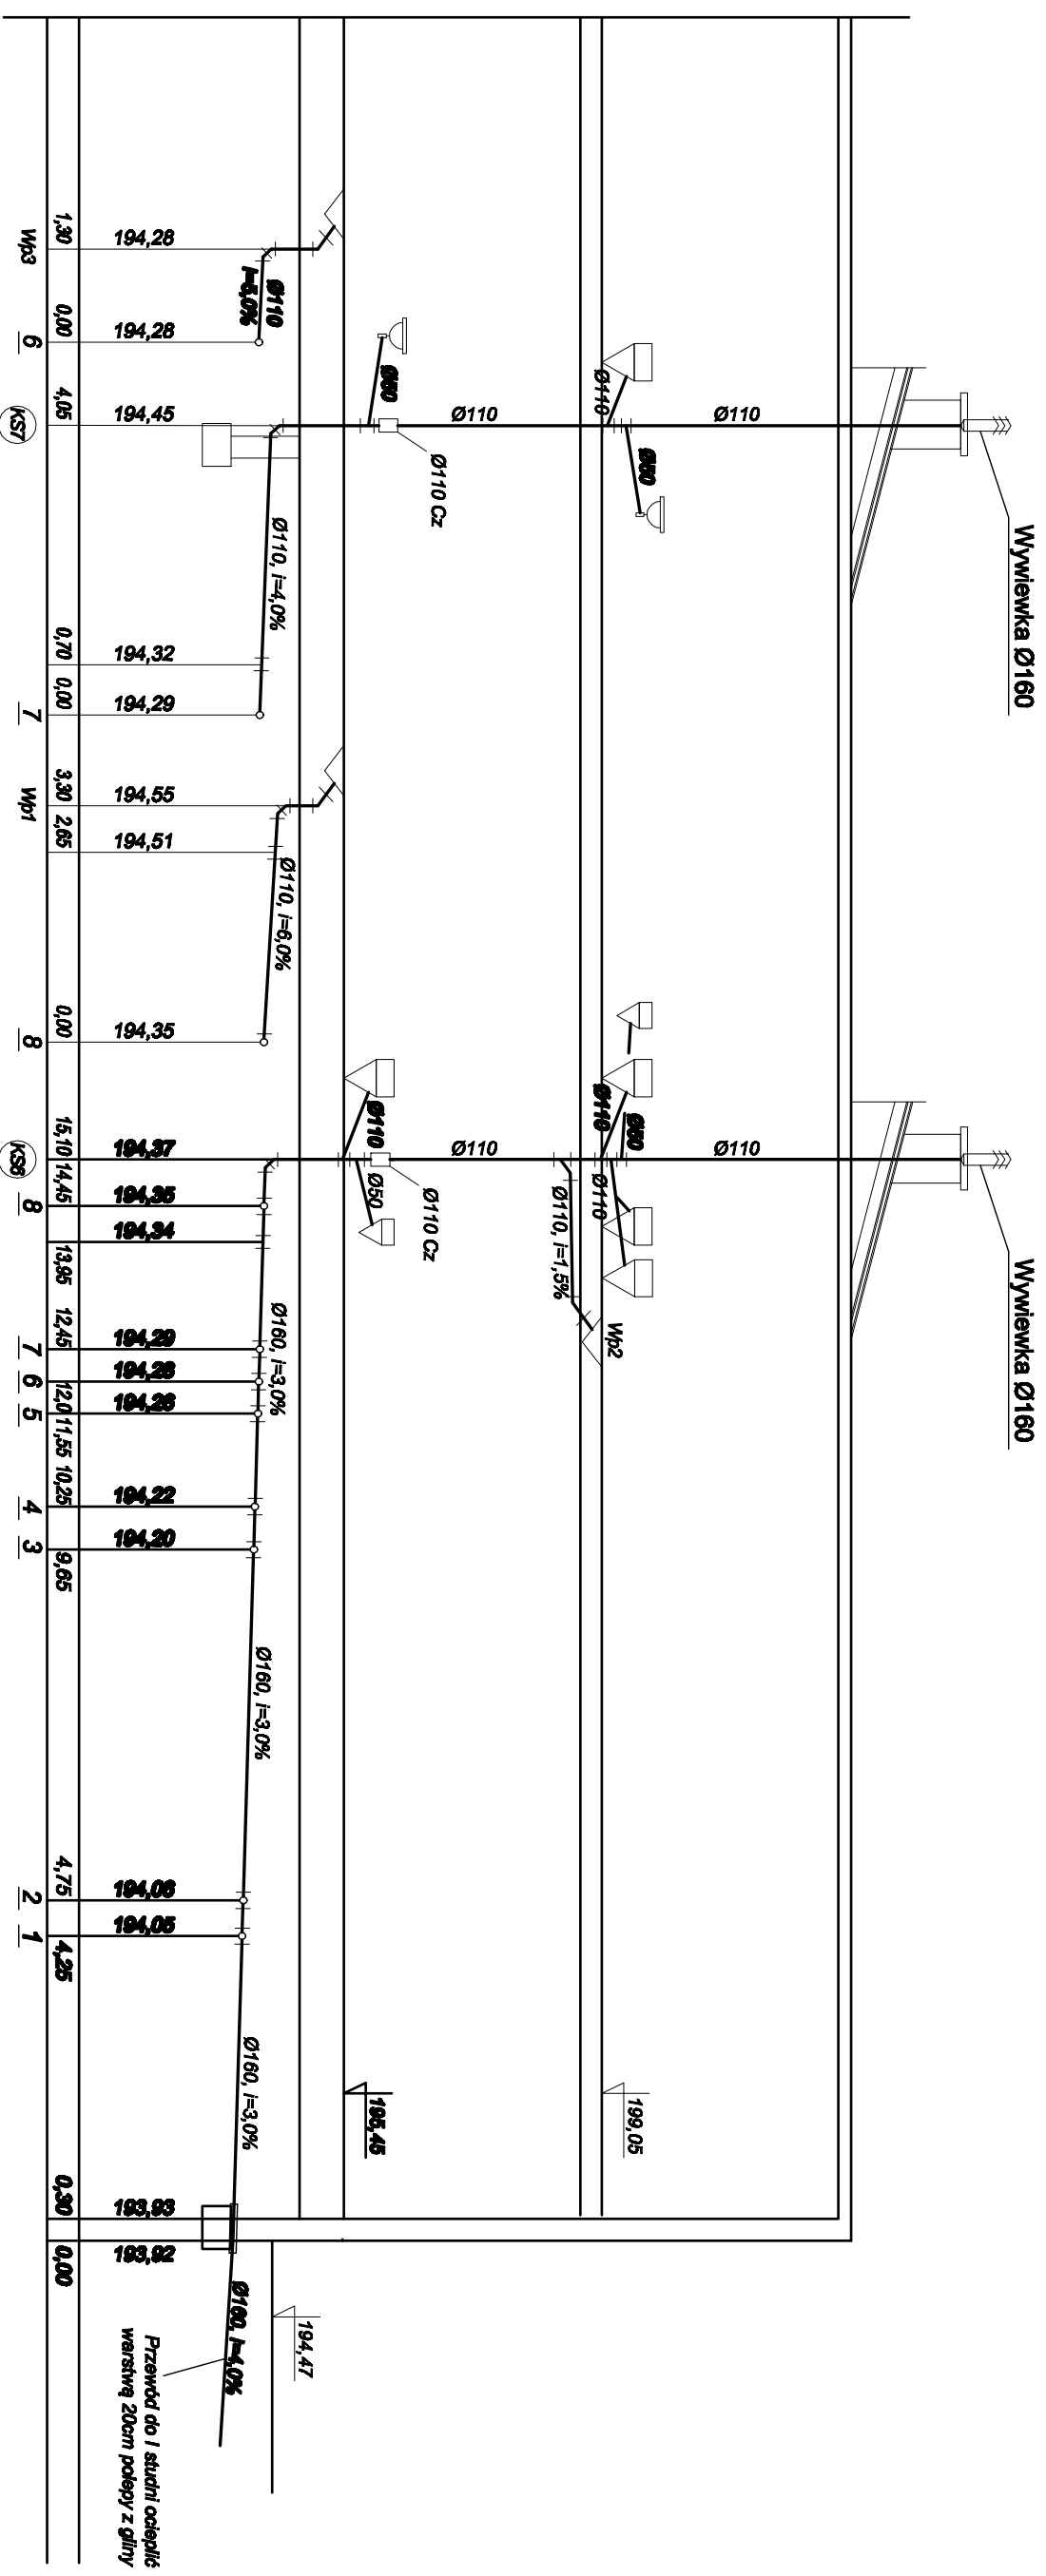 Wywiewka Ø160
Wywiewka Ø160
Ø110
Ø110
Ø50
Ø110
Ø110
Ø50
Ø110 Cz
Ø110
Ø50
Ø110
Ø110
Wp2
Ø110, i=1,5%
199,05
Ø110
Ø110
Ø50
Ø110 Cz
195,45
Ø110
i=5,0%
Ø110, i=4,0%
Ø110, i=6,0%
Ø160, i=3,0%
Ø160, i=3,0%
Ø160, i=3,0%
194,47
Ø160, i=4,0%
Przewód do I studni ocieplić
warstwą 20cm polepy z gliny
194,28
194,28
194,45
194,32
194,29
194,55
194,51
194,35
194,37
194,35
194,34
194,29
194,28
194,26
194,22
194,20
194,06
194,05
193,93
193,92
1,30
0,00
4,05
0,70
0,00
3,30
2,65
0,00
15,10
14,45
13,95
12,45
12,0
11,55
10,25
9,65
4,75
4,25
0,30
0,00
Wp3
6
KS7
7
Wp1
8
KS6
8
7
6
5
4
3
2
1